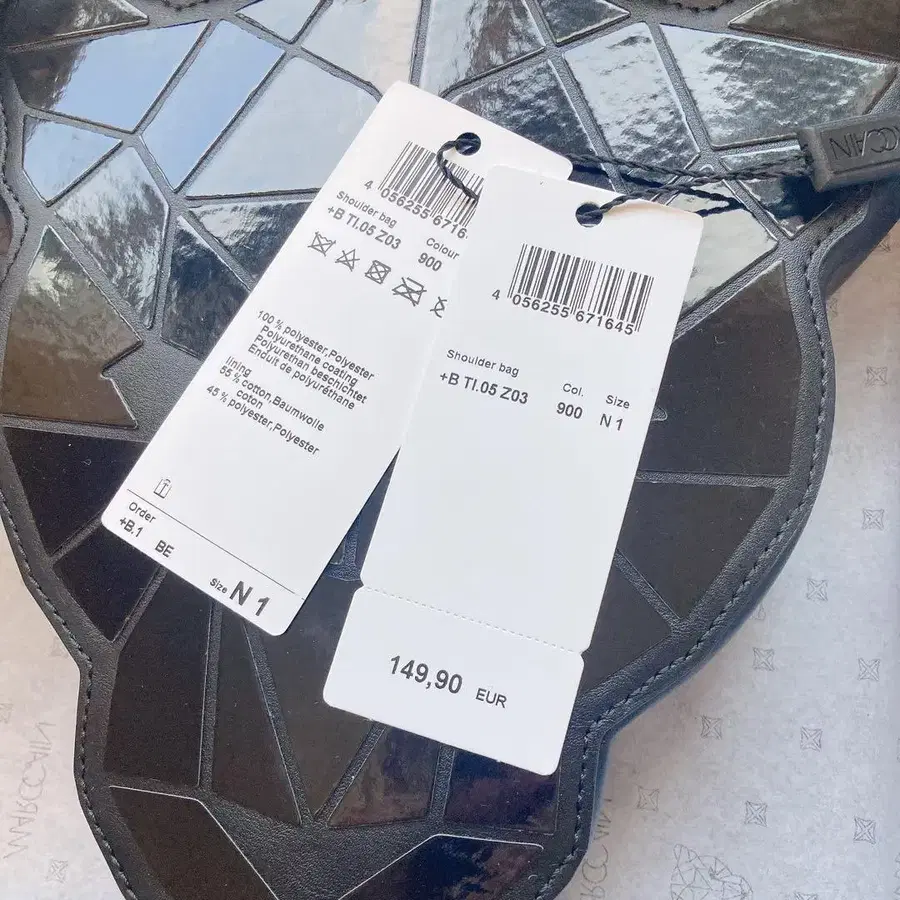 4 056255 6716
Shoulder bag
+B TI.05 Z03
Colour
900
100 % polyester,Polyester
Polyurethane coating
Polyurethan beschichtet
Enduit de polyuréthane
lining
55 % cotton,Baumwolle
coton
45 % polyester,Polyester
Order
+B.1 BE
Size N 1
4 056255 671645
Shoulder bag
+B TI.05 Z03
Col. Size
900 N 1
149,90 EUR
MARCCAIN